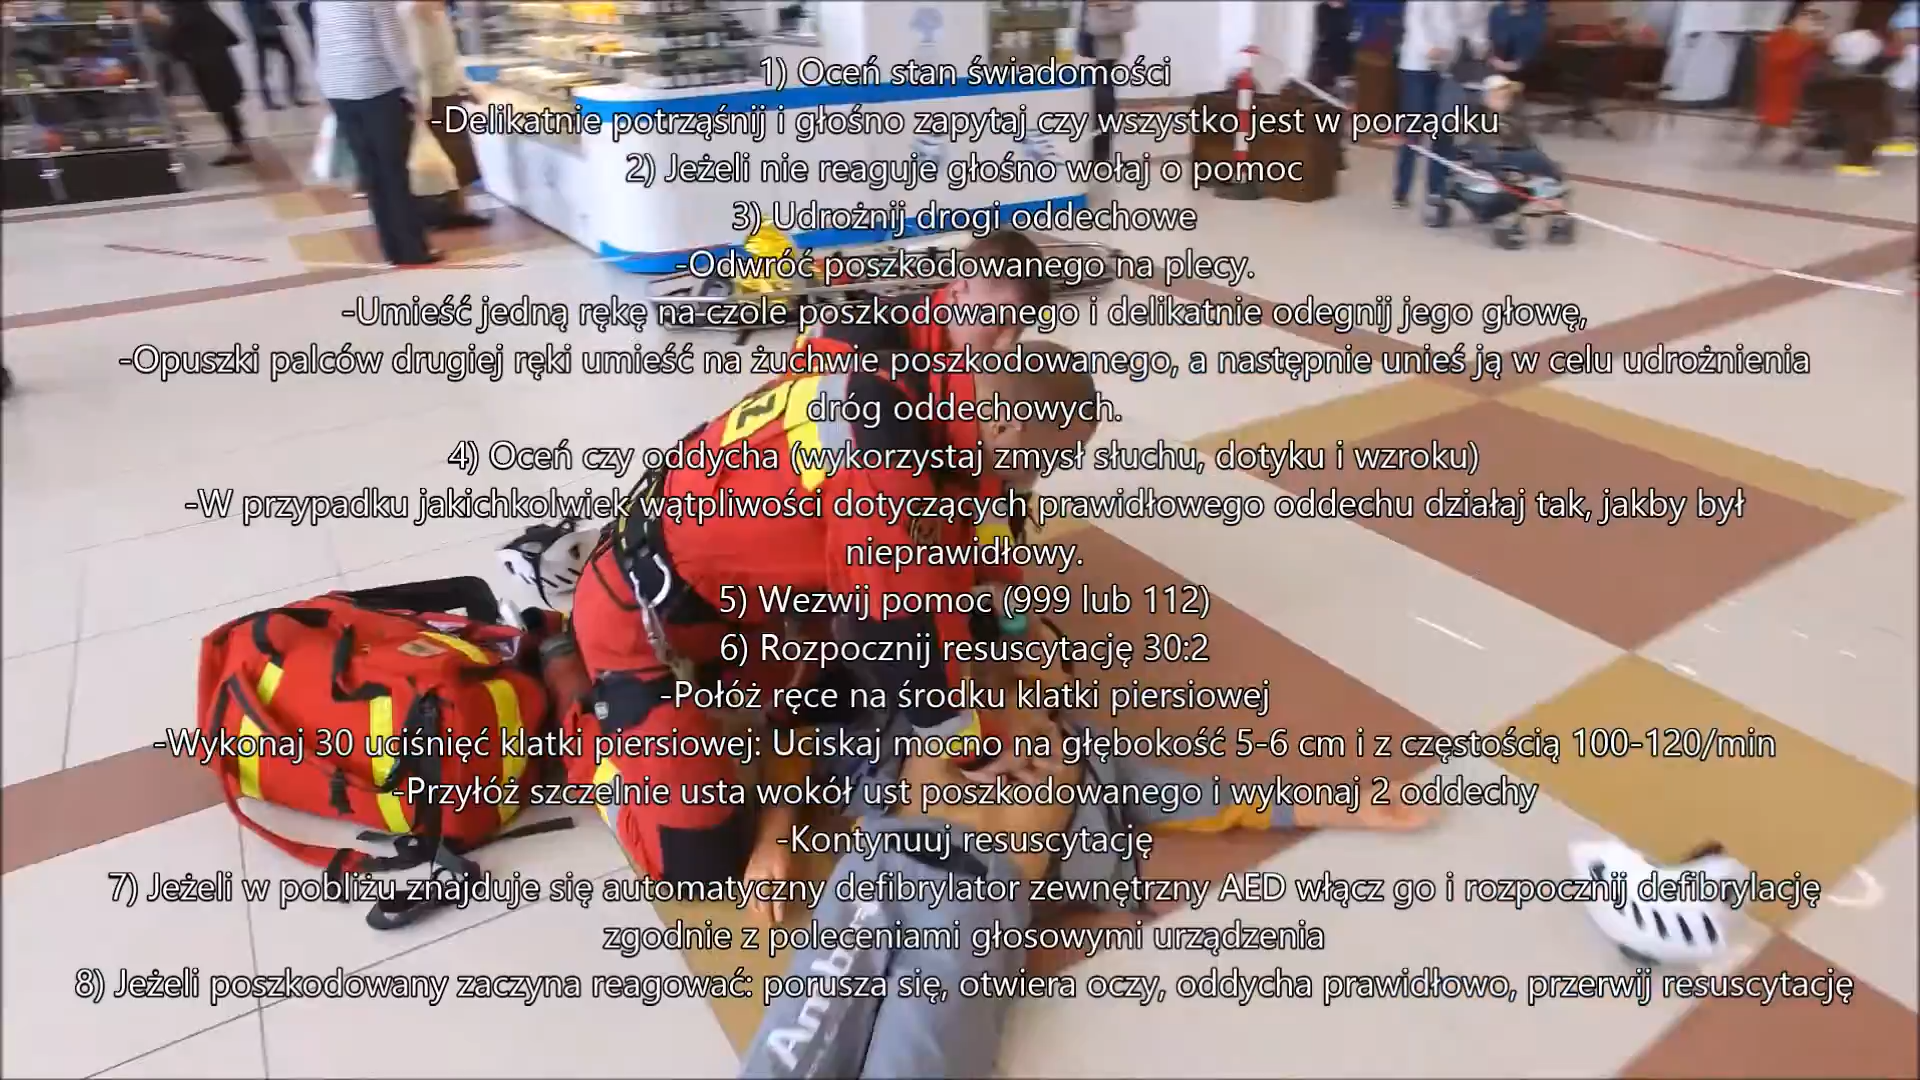 1) Oceń stan świadomości
-Delikatnie potrząśnij i głośno zapytaj czy wszystko jest w porządku
2) Jeżeli nie reaguje głośno wołaj o pomoc
3) Udrożnij drogi oddechowe
-Odwróć poszkodowanego na plecy.
-Umieść jedną rękę na czole poszkodowanego i delikatnie odegnij jego głowę,
-Opuszki palców drugiej ręki umieść na żuchwie poszkodowanego, a następnie unieś ją w celu udrożnienia
dróg oddechowych.
4) Oceń czy oddycha (wykorzystaj zmysł słuchu, dotyku i wzroku)
-W przypadku jakichkolwiek wątpliwości dotyczących prawidłowego oddechu działaj tak, jakby był
nieprawidłowy.
5) Wezwij pomoc (999 lub 112)
6) Rozpocznij resuscytację 30:2
-Połóż ręce na środku klatki piersiowej
-Wykonaj 30 uciśnięć klatki piersiowej: Uciskaj mocno na głębokość 5-6 cm i z częstością 100-120/min
-Przyłóż szczelnie usta wokół ust poszkodowanego i wykonaj 2 oddechy
-Kontynuuj resuscytację
7) Jeżeli w pobliżu znajduje się automatyczny defibrylator zewnętrzny AED włącz go i rozpocznij defibrylację
zgodnie z poleceniami głosowymi urządzenia
8) Jeżeli poszkodowany zaczyna reagować: porusza się, otwiera oczy, oddycha prawidłowo, przerwij resuscytację